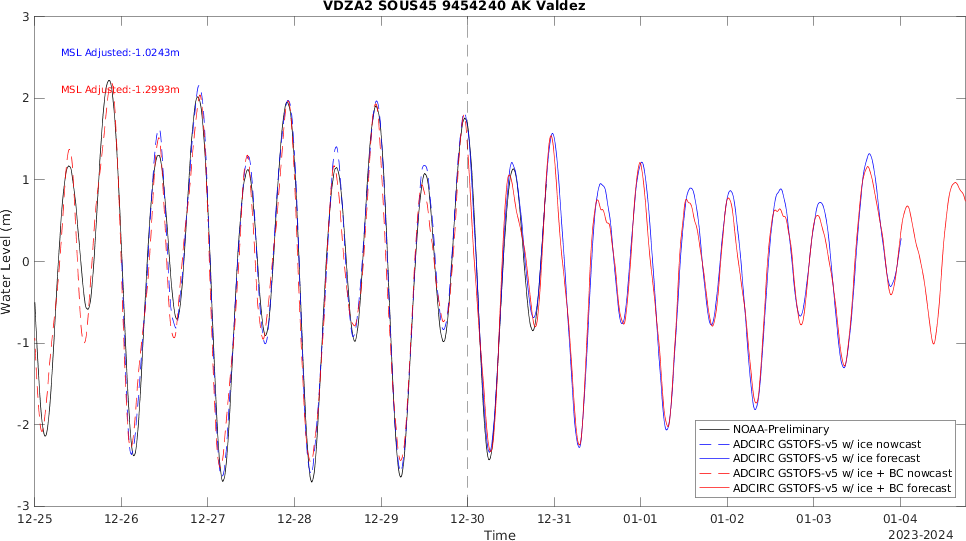 VDZA2 SOUS45 9454240 AK Valdez
3
2
1
0
-1
-2
-3
Water Level (m)
MSL Adjusted:-1.0243m
MSL Adjusted:-1.2993m
NOAA-Preliminary
ADCIRC GSTOFS-v5 w/ ice nowcast
ADCIRC GSTOFS-v5 w/ ice forecast
ADCIRC GSTOFS-v5 w/ ice + BC nowcast
ADCIRC GSTOFS-v5 w/ ice + BC forecast
12-25 12-26 12-27 12-28 12-29 12-30 12-31 01-01 01-02 01-03 01-04
Time
2023-2024